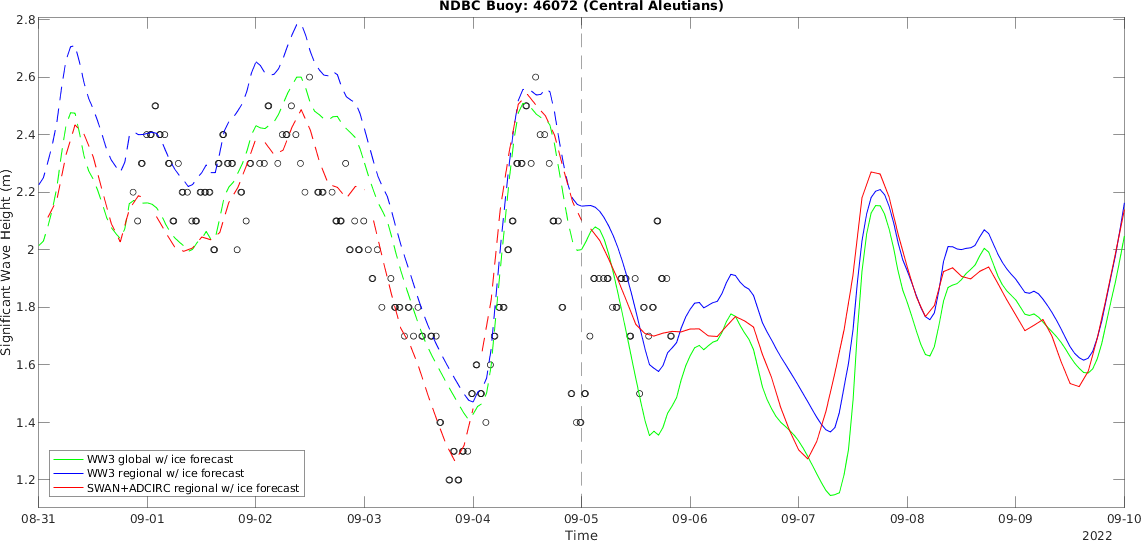 NDBC Buoy: 46072 (Central Aleutians)
2.8
2.6
2.4
2.2
2
1.8
1.6
1.4
1.2
Significant Wave Height (m)
WW3 global w/ ice forecast
WW3 regional w/ ice forecast
SWAN+ADCIRC regional w/ ice forecast
08-31 09-01 09-02 09-03 09-04 09-05 09-06 09-07 09-08 09-09 09-10
Time
2022